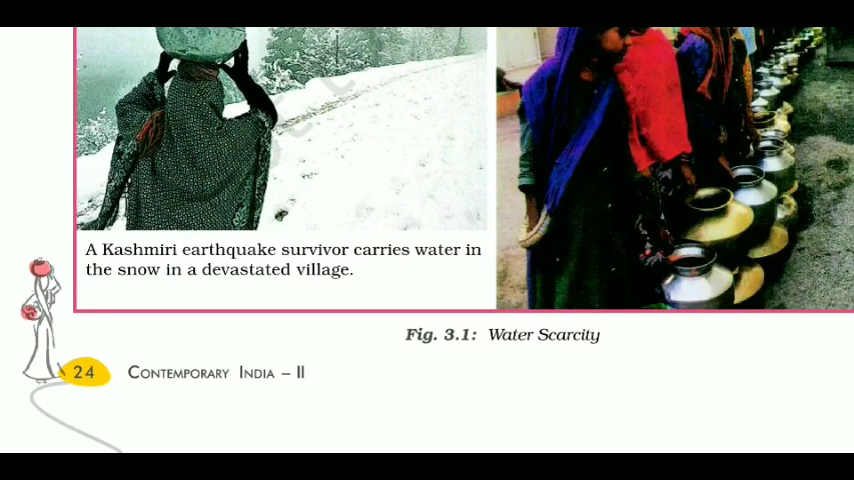 A Kashmiri earthquake survivor carries water in
the snow in a devastated village.
Fig. 3.1: Water Scarcity
24 CONTEMPORARY INDIA – II